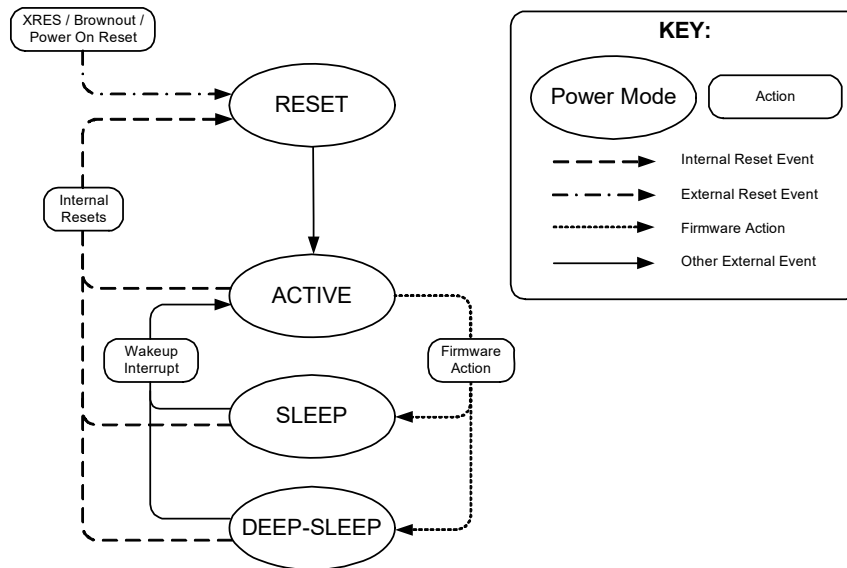 XRES / Brownout /
Power On Reset
RESET
Internal
Resets
ACTIVE
Wakeup
Interrupt
Firmware
Action
SLEEP
DEEP-SLEEP
KEY:
Power Mode
Action
Internal Reset Event
External Reset Event
Firmware Action
Other External Event